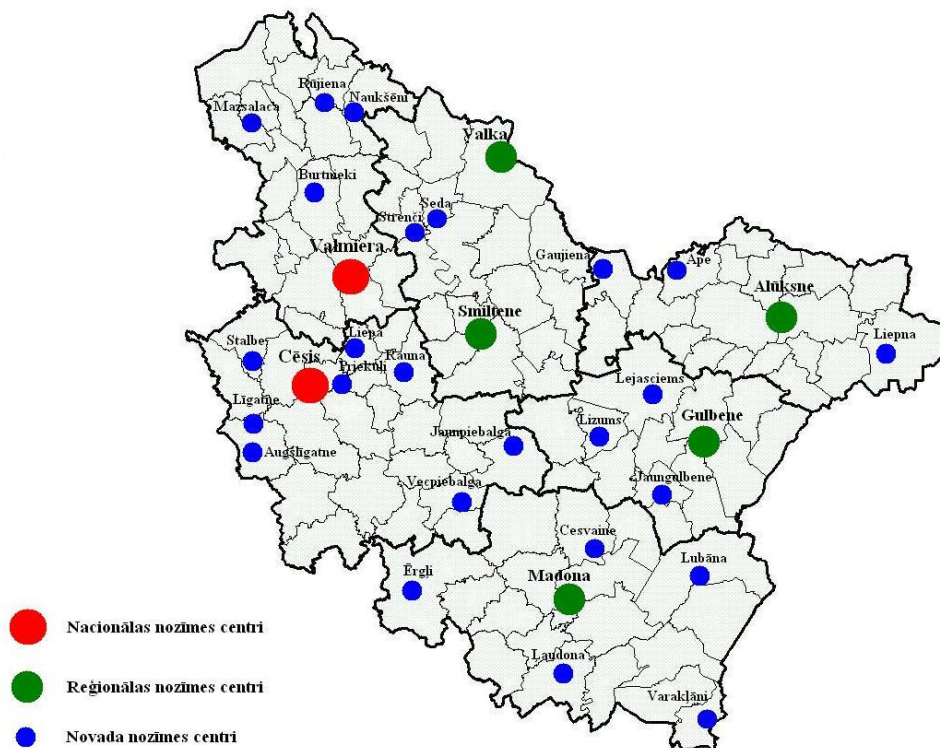 Rūjiena
Naukšēni
Mazsalaca
Valka
Burtnieki
Seda
Strenči
Valmiera
Gaujiena
Ape
Alūksne
Smiltene
Liepa
Stalbe
Cēsis
Rauna
Priekuļi
Liepna
Lejasciems
Līgatne
Gulbene
Lizums
Jaunpiebalga
Augšlīgatne
Jaungulbene
Vecpiebalga
Cesvaine
Lubāna
Ērgļi
Madona
Nacionālas nozīmes centri
Ļaudona
Reģionālas nozīmes centri
Varakļāni
Novada nozīmes centri